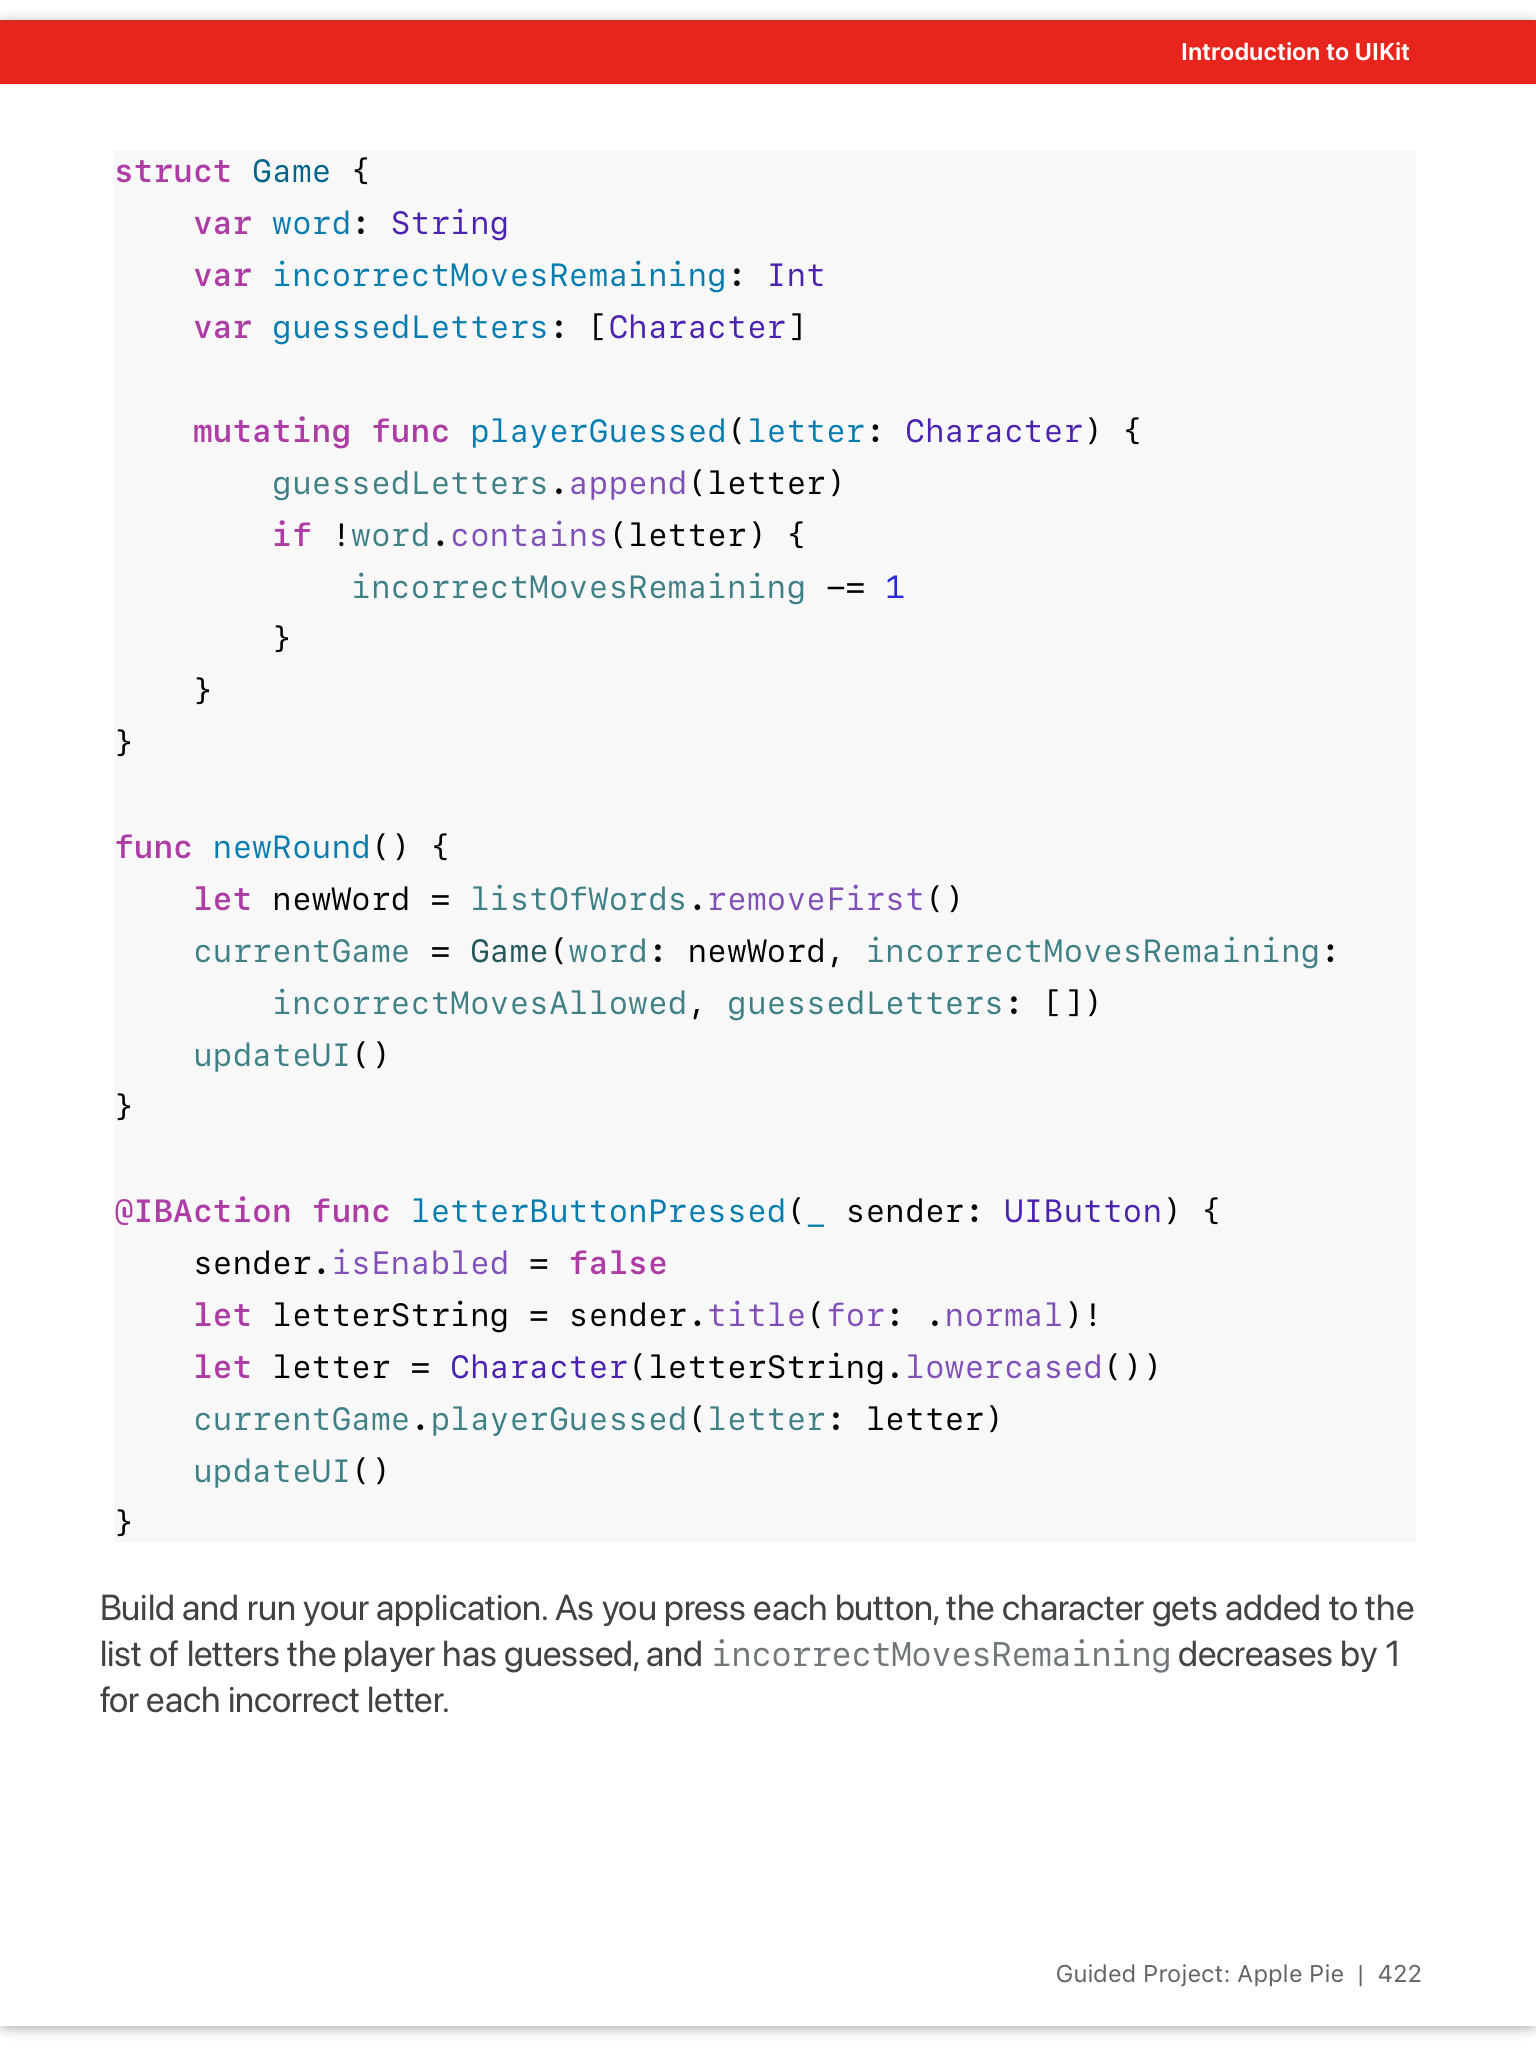 Introduction to UIKit
struct Game {
    var word: String
    var incorrectMovesRemaining: Int
    var guessedLetters: [Character]

    mutating func playerGuessed(letter: Character) {
        guessedLetters.append(letter)
        if !word.contains(letter) {
            incorrectMovesRemaining -= 1
        }
    }
}

func newRound() {
    let newWord = listOfWords.removeFirst()
    currentGame = Game(word: newWord, incorrectMovesRemaining:
        incorrectMovesAllowed, guessedLetters: [])
    updateUI()
}

@IBAction func letterButtonPressed(_ sender: UIButton) {
    sender.isEnabled = false
    let letterString = sender.title(for: .normal)!
    let letter = Character(letterString.lowercased())
    currentGame.playerGuessed(letter: letter)
    updateUI()
}
Build and run your application. As you press each button, the character gets added to the
list of letters the player has guessed, and incorrectMovesRemaining decreases by 1
for each incorrect letter.
Guided Project: Apple Pie | 422